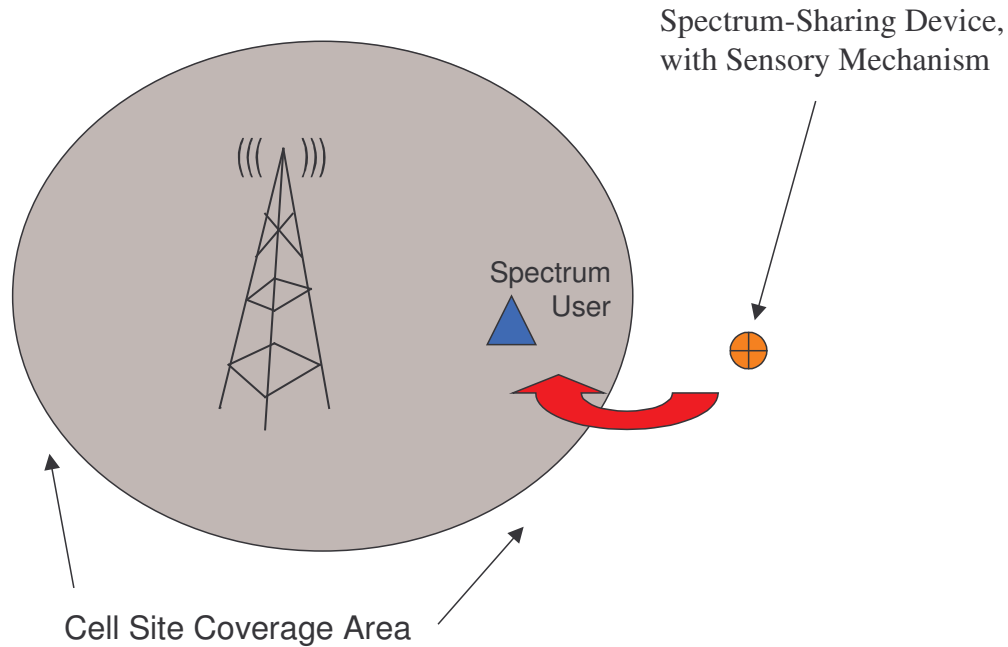 Spectrum-Sharing Device,
with Sensory Mechanism
Spectrum
User
Cell Site Coverage Area